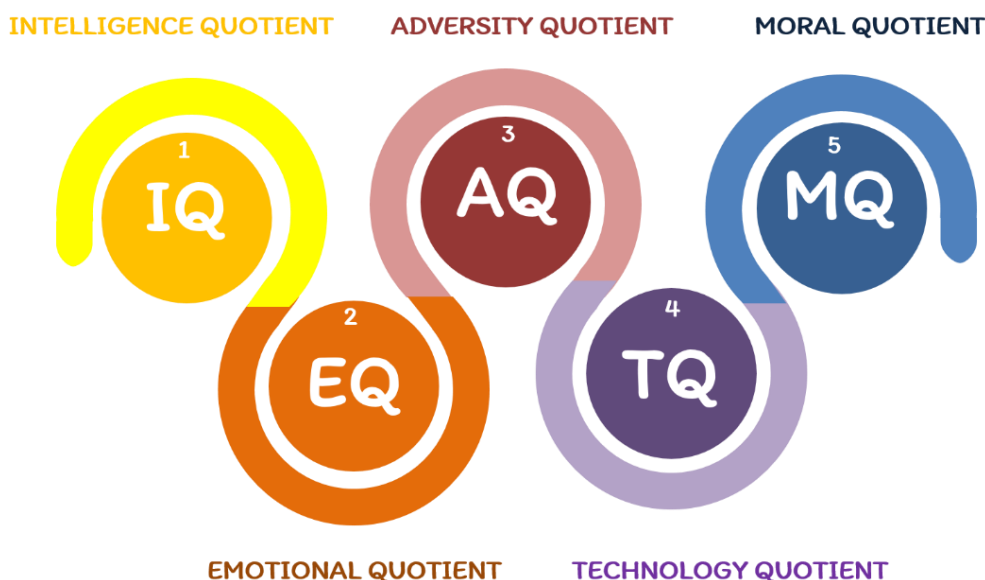 INTELLIGENCE QUOTIENT
ADVERSITY QUOTIENT
MORAL QUOTIENT
1
IQ
3
AQ
5
MQ
2
EQ
4
TQ
EMOTIONAL QUOTIENT
TECHNOLOGY QUOTIENT